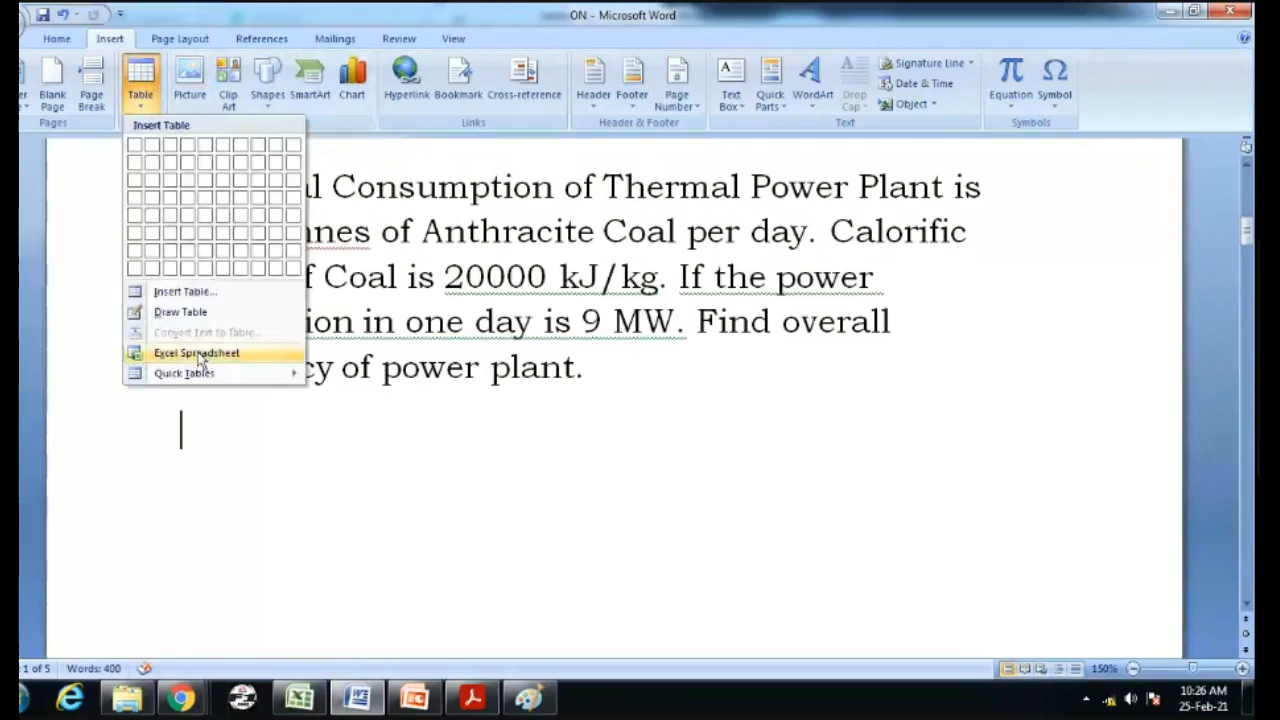 ON - Microsoft Word
Home Insert Page Layout References Mailings Review View
Blank Page
Page Break
Table
Picture
Clip Art
Shapes
SmartArt
Chart
Hyperlink
Bookmark
Cross-reference
Header
Footer
Page Number
Text Box
Quick Parts
WordArt
Drop Cap
Signature Line
Date & Time
Object
Equation
Symbol
Pages Links Header & Footer Text Symbols
Insert Table
Insert Table...
Draw Table
Convert Text to Table...
Excel Spreadsheet
Quick Tables
al Consumption of Thermal Power Plant is
nnes of Anthracite Coal per day. Calorific
f Coal is 20000 kJ/kg. If the power
ion in one day is 9 MW. Find overall
cy of power plant.
1 of 5 Words: 400 150%
10:26 AM
25-Feb-21